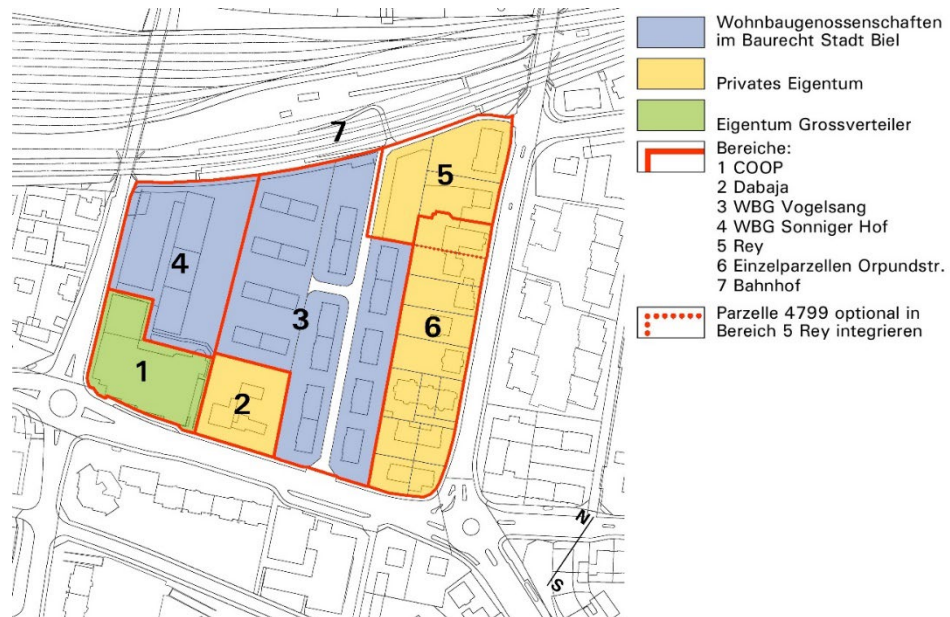 Wohnbaugenossenschaften
im Baurecht Stadt Biel
Privates Eigentum
Eigentum Grossverteiler
Bereiche:
1 COOP
2 Dabaja
3 WBG Vogelsang
4 WBG Sonniger Hof
5 Rey
6 Einzelparzellen Orpundstr.
7 Bahnhof
Parzelle 4799 optional in
Bereich 5 Rey integrieren
7
5
4
3
6
1
2
N
S